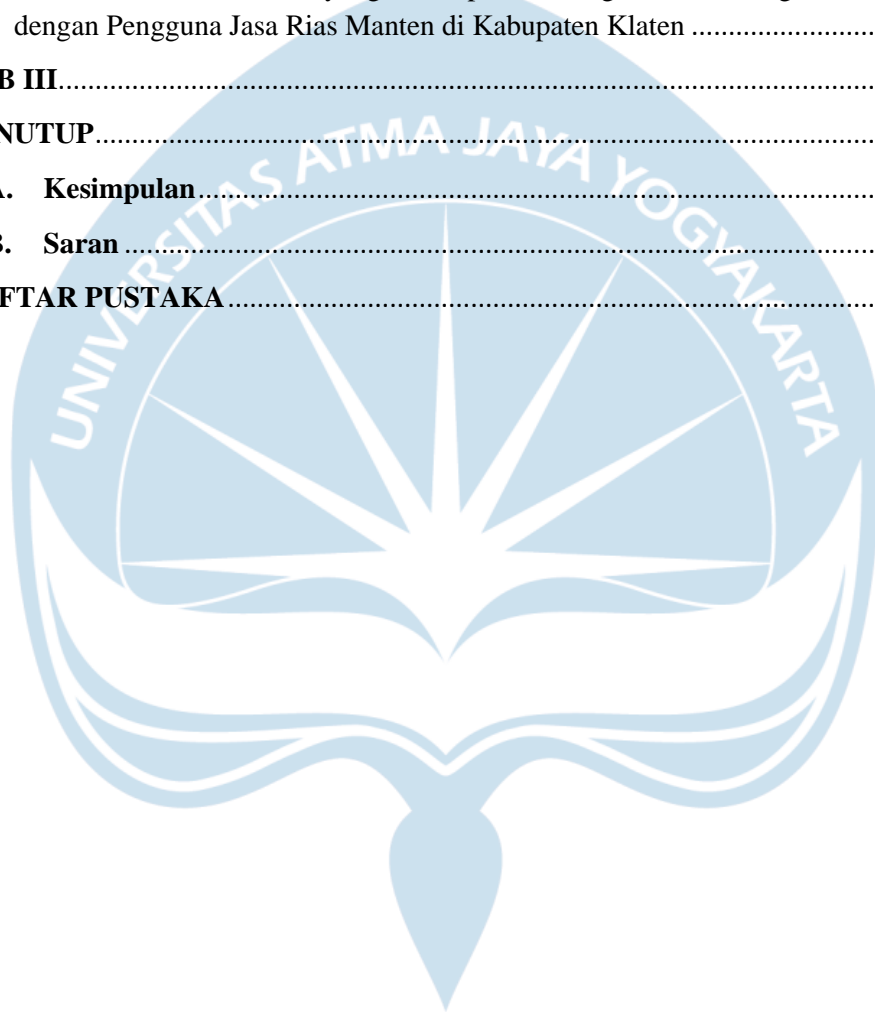 dengan Pengguna Jasa Rias Manten di Kabupaten Klaten ........................
B III..............................................................................................................
NUTUP.........................................................................................................
A. Kesimpulan...........................................................................................
B. Saran .....................................................................................................
FTAR PUSTAKA.......................................................................................
UNIVERSITAS ATMA JAYA YOGYAKARTA